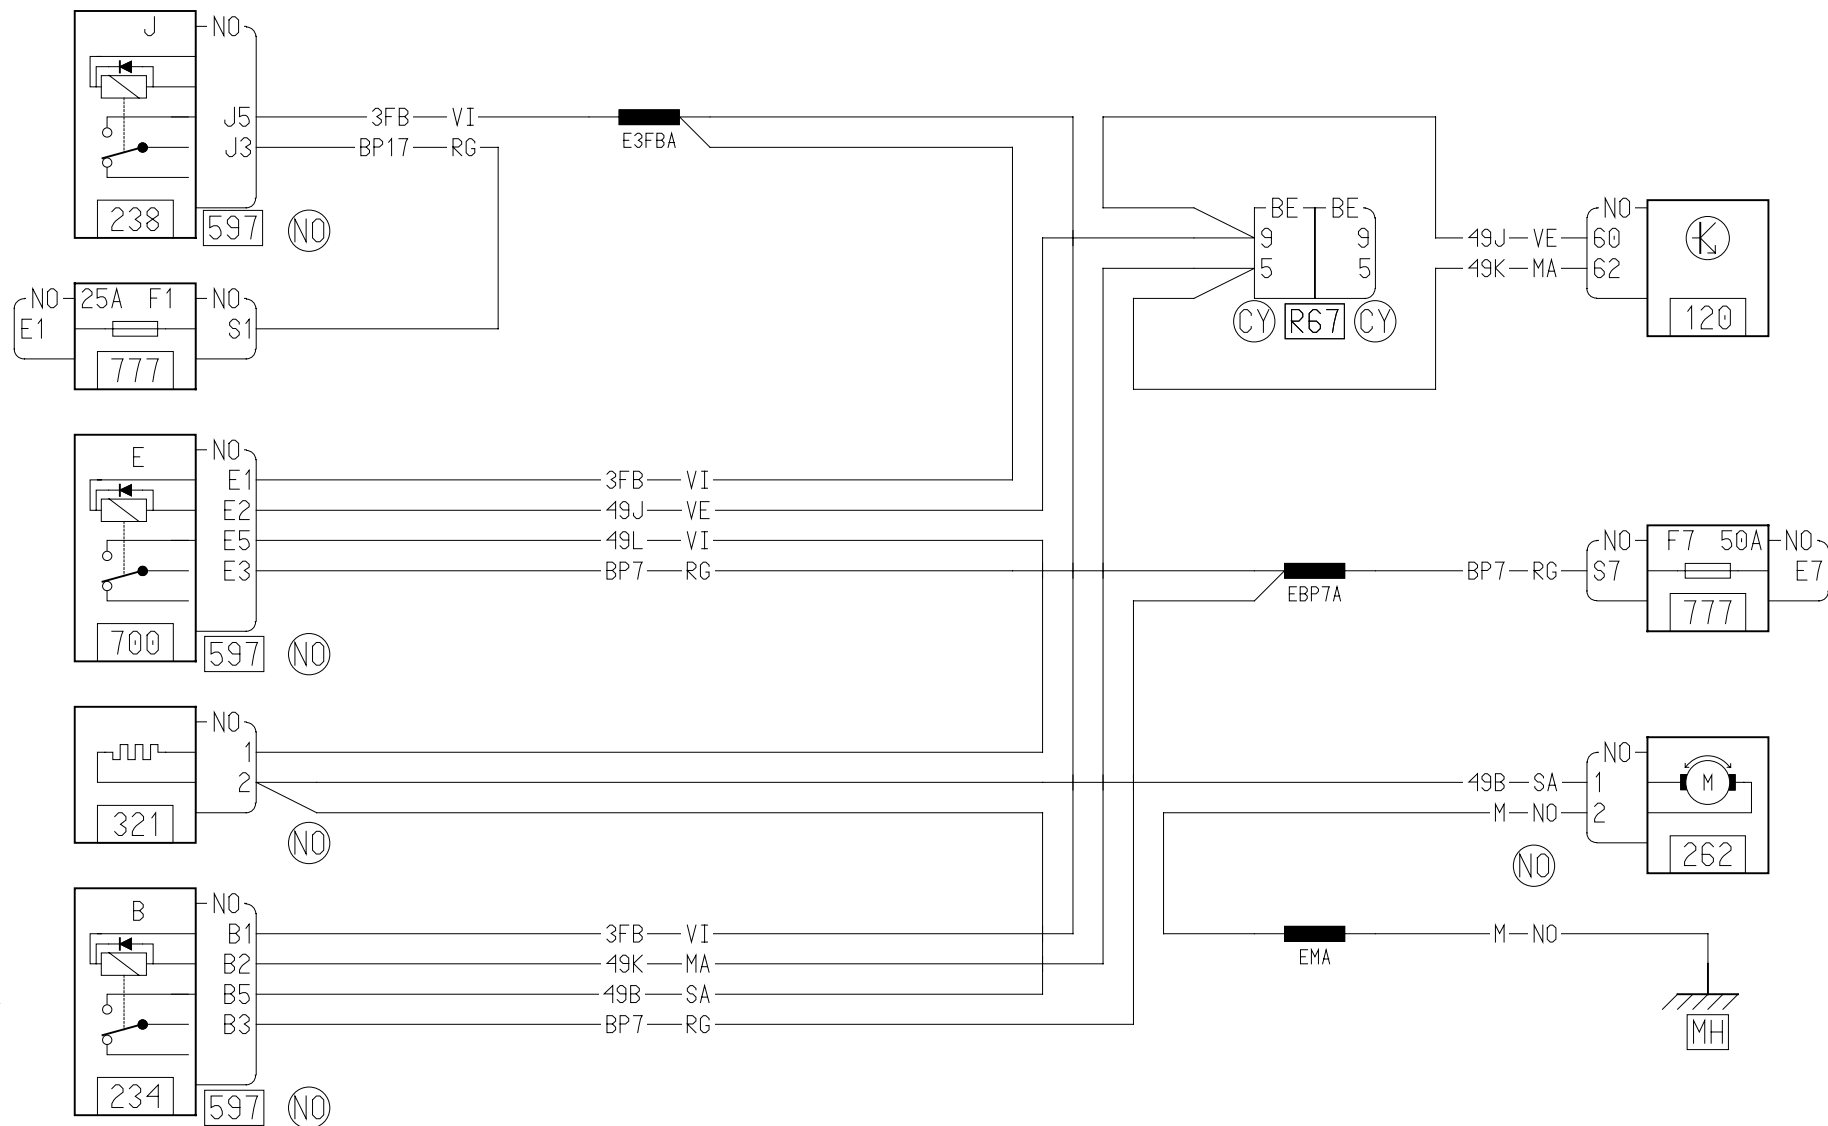 J NO
J5 3FB VI
E3FBA
J3 BP17 RG
238 597 NO
NO 25A F1 NO
E1 S1
777
BE BE
9 9
5 5
CY R67 CY
NO
49J VE 60
49K MA 62
120
E NO
E1 3FB VI
E2 49J VE
E5 49L VI
E3 BP7 RG
700 597 NO
EBP7A
NO F7 50A NO
BP7 RG S7 E7
777
NO
1
2
321 NO
NO
49B SA 1 M
M NO 2
NO 262
B NO
B1 3FB VI
B2 49K MA
B5 49B SA
B3 BP7 RG
234 597 NO
EMA
M NO
MH